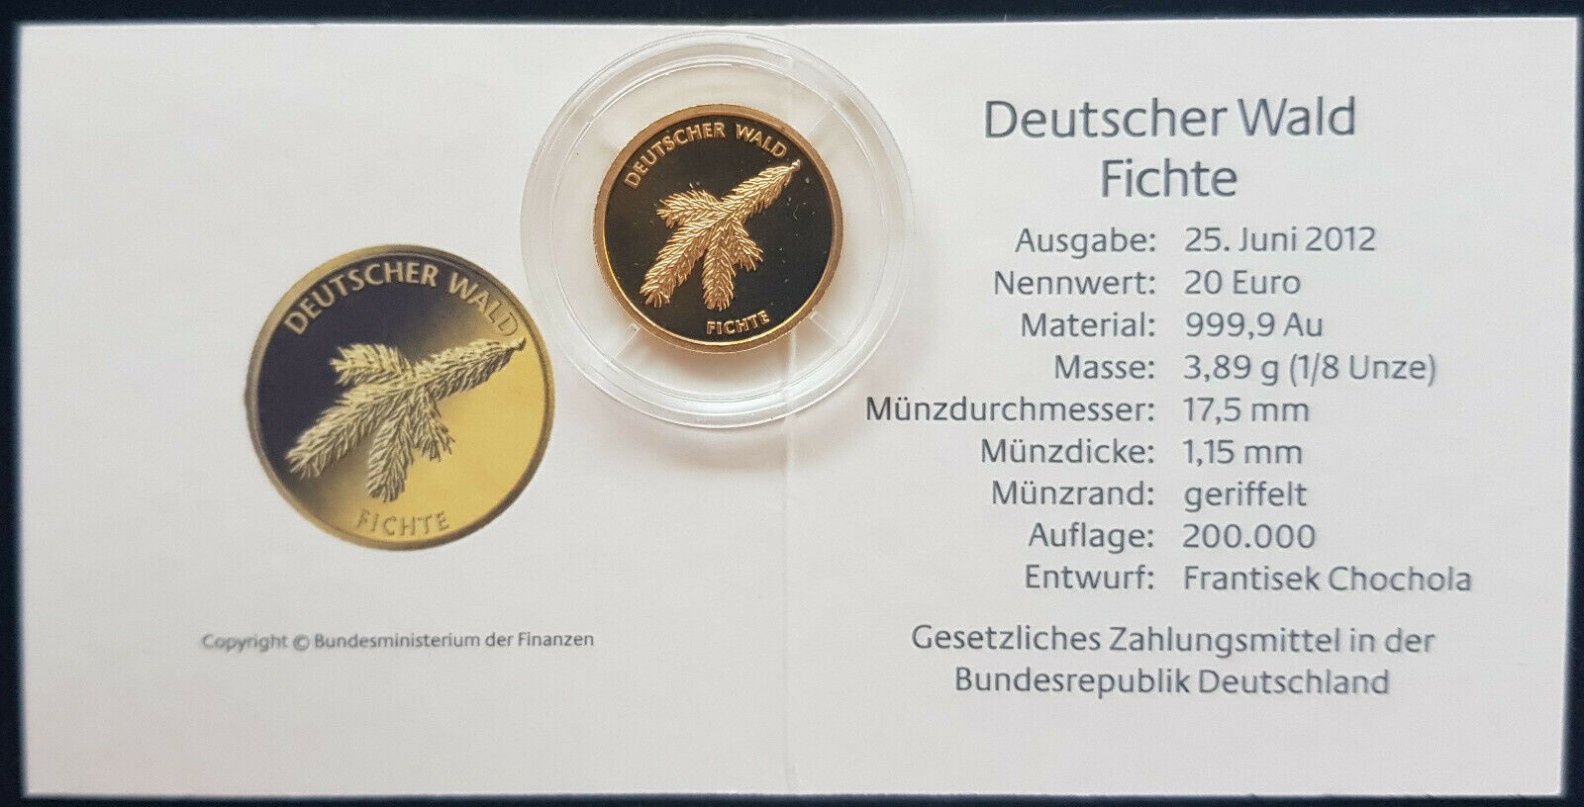 DEUTSCHER WALD
FICHTE
DEUTSCHER WALD
FICHTE
Copyright © Bundesministerium der Finanzen
Deutscher Wald
Fichte
Ausgabe: 25. Juni 2012
Nennwert: 20 Euro
Material: 999,9 Au
Masse: 3,89 g (1/8 Unze)
Münzdurchmesser: 17,5 mm
Münzdicke: 1,15 mm
Münzrand: geriffelt
Auflage: 200.000
Entwurf: Frantisek Chochola
Gesetzliches Zahlungsmittel in der
Bundesrepublik Deutschland